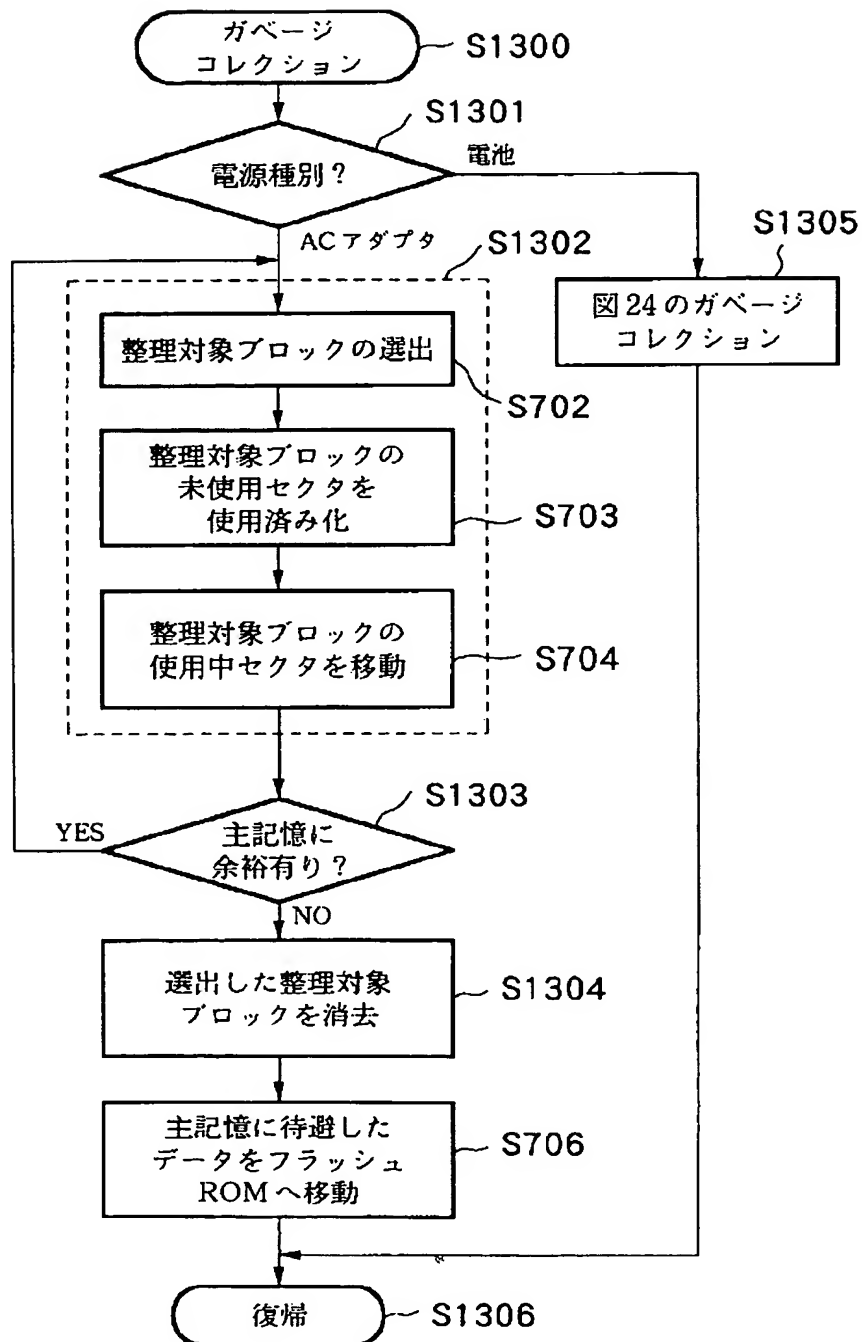 ガベージ
コレクション
S1300
S1301
電源種別？
電池
ACアダプタ
S1302
S1305
図24のガベージ
コレクション
整理対象ブロックの選出
S702
整理対象ブロックの
未使用セクタを
使用済み化
S703
整理対象ブロックの
使用中セクタを移動
S704
S1303
YES
主記憶に
余裕有り？
NO
選出した整理対象
ブロックを消去
S1304
主記憶に待避した
データをフラッシュ
ROMへ移動
S706
復帰
S1306